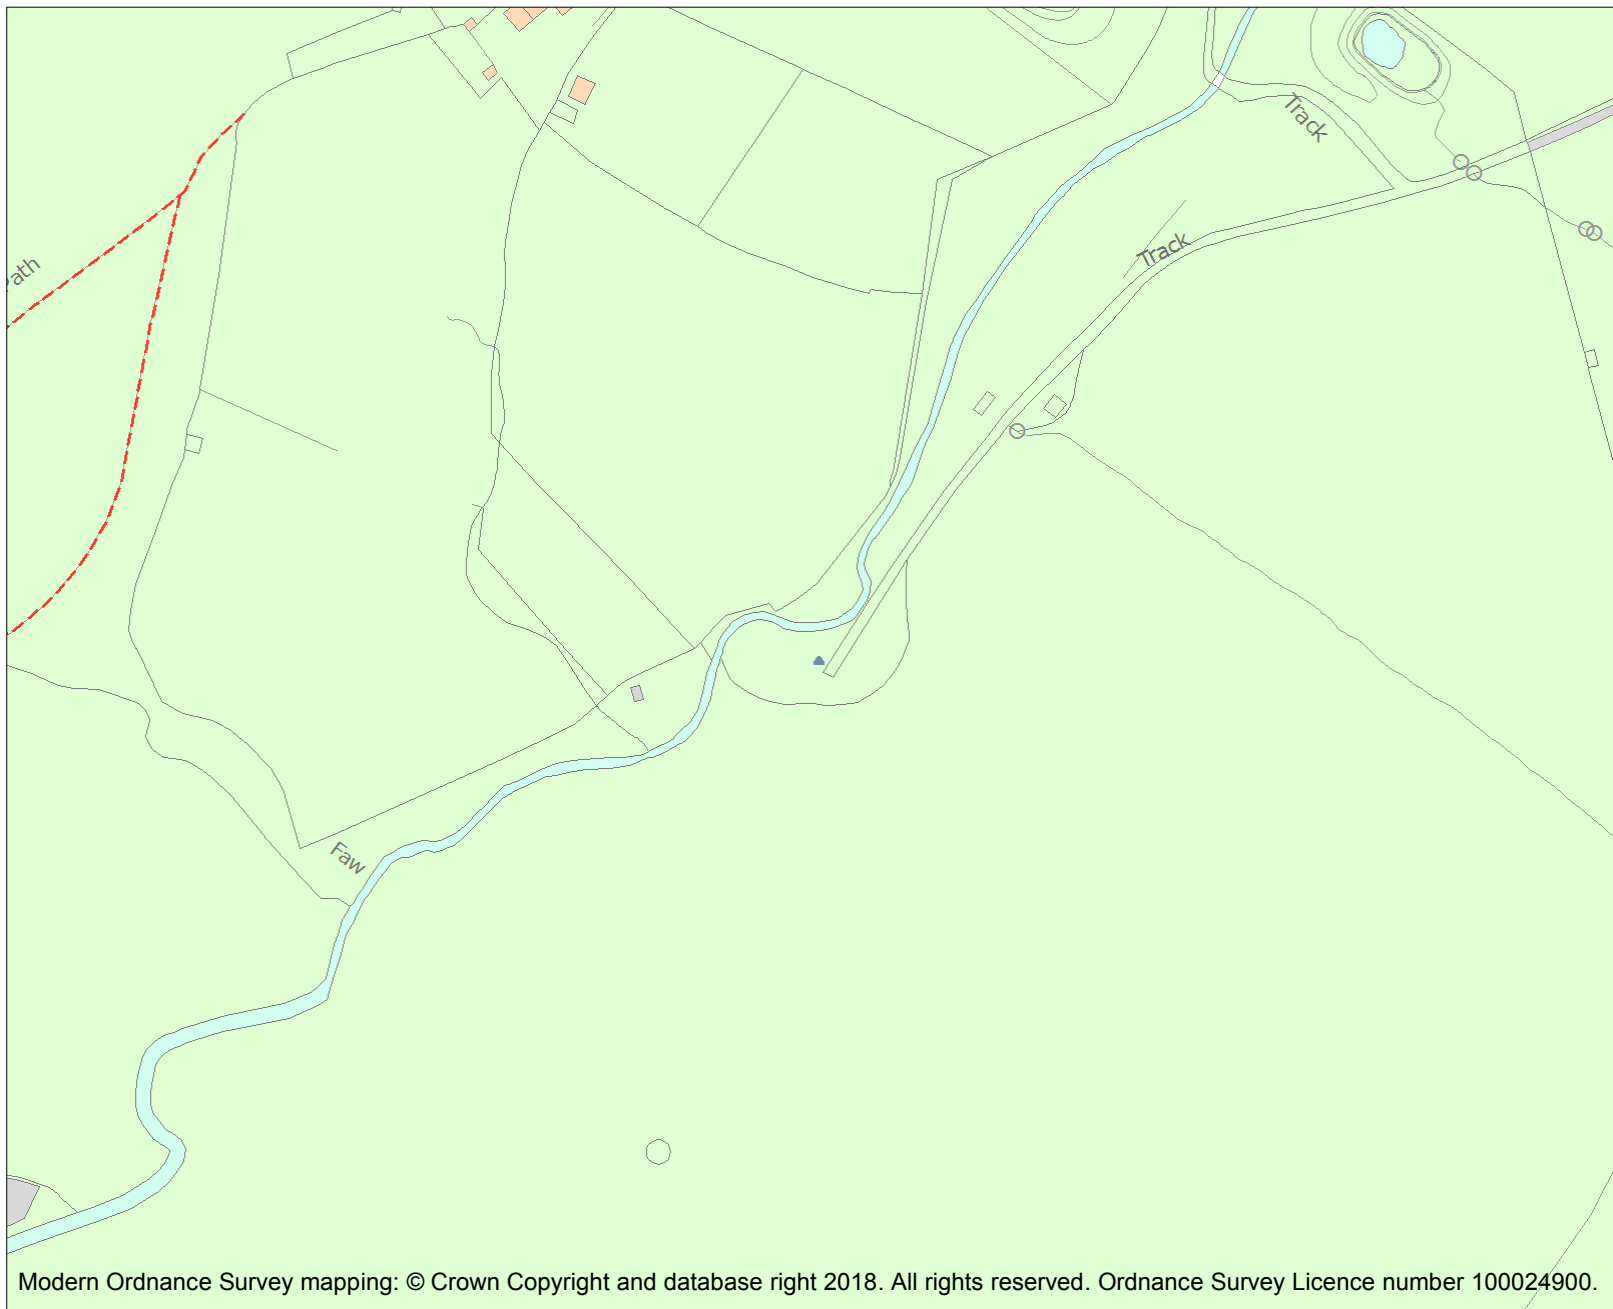 Track
Track
Path
Faw
Modern Ordnance Survey mapping: © Crown Copyright and database right 2018. All rights reserved. Ordnance Survey Licence number 100024900.